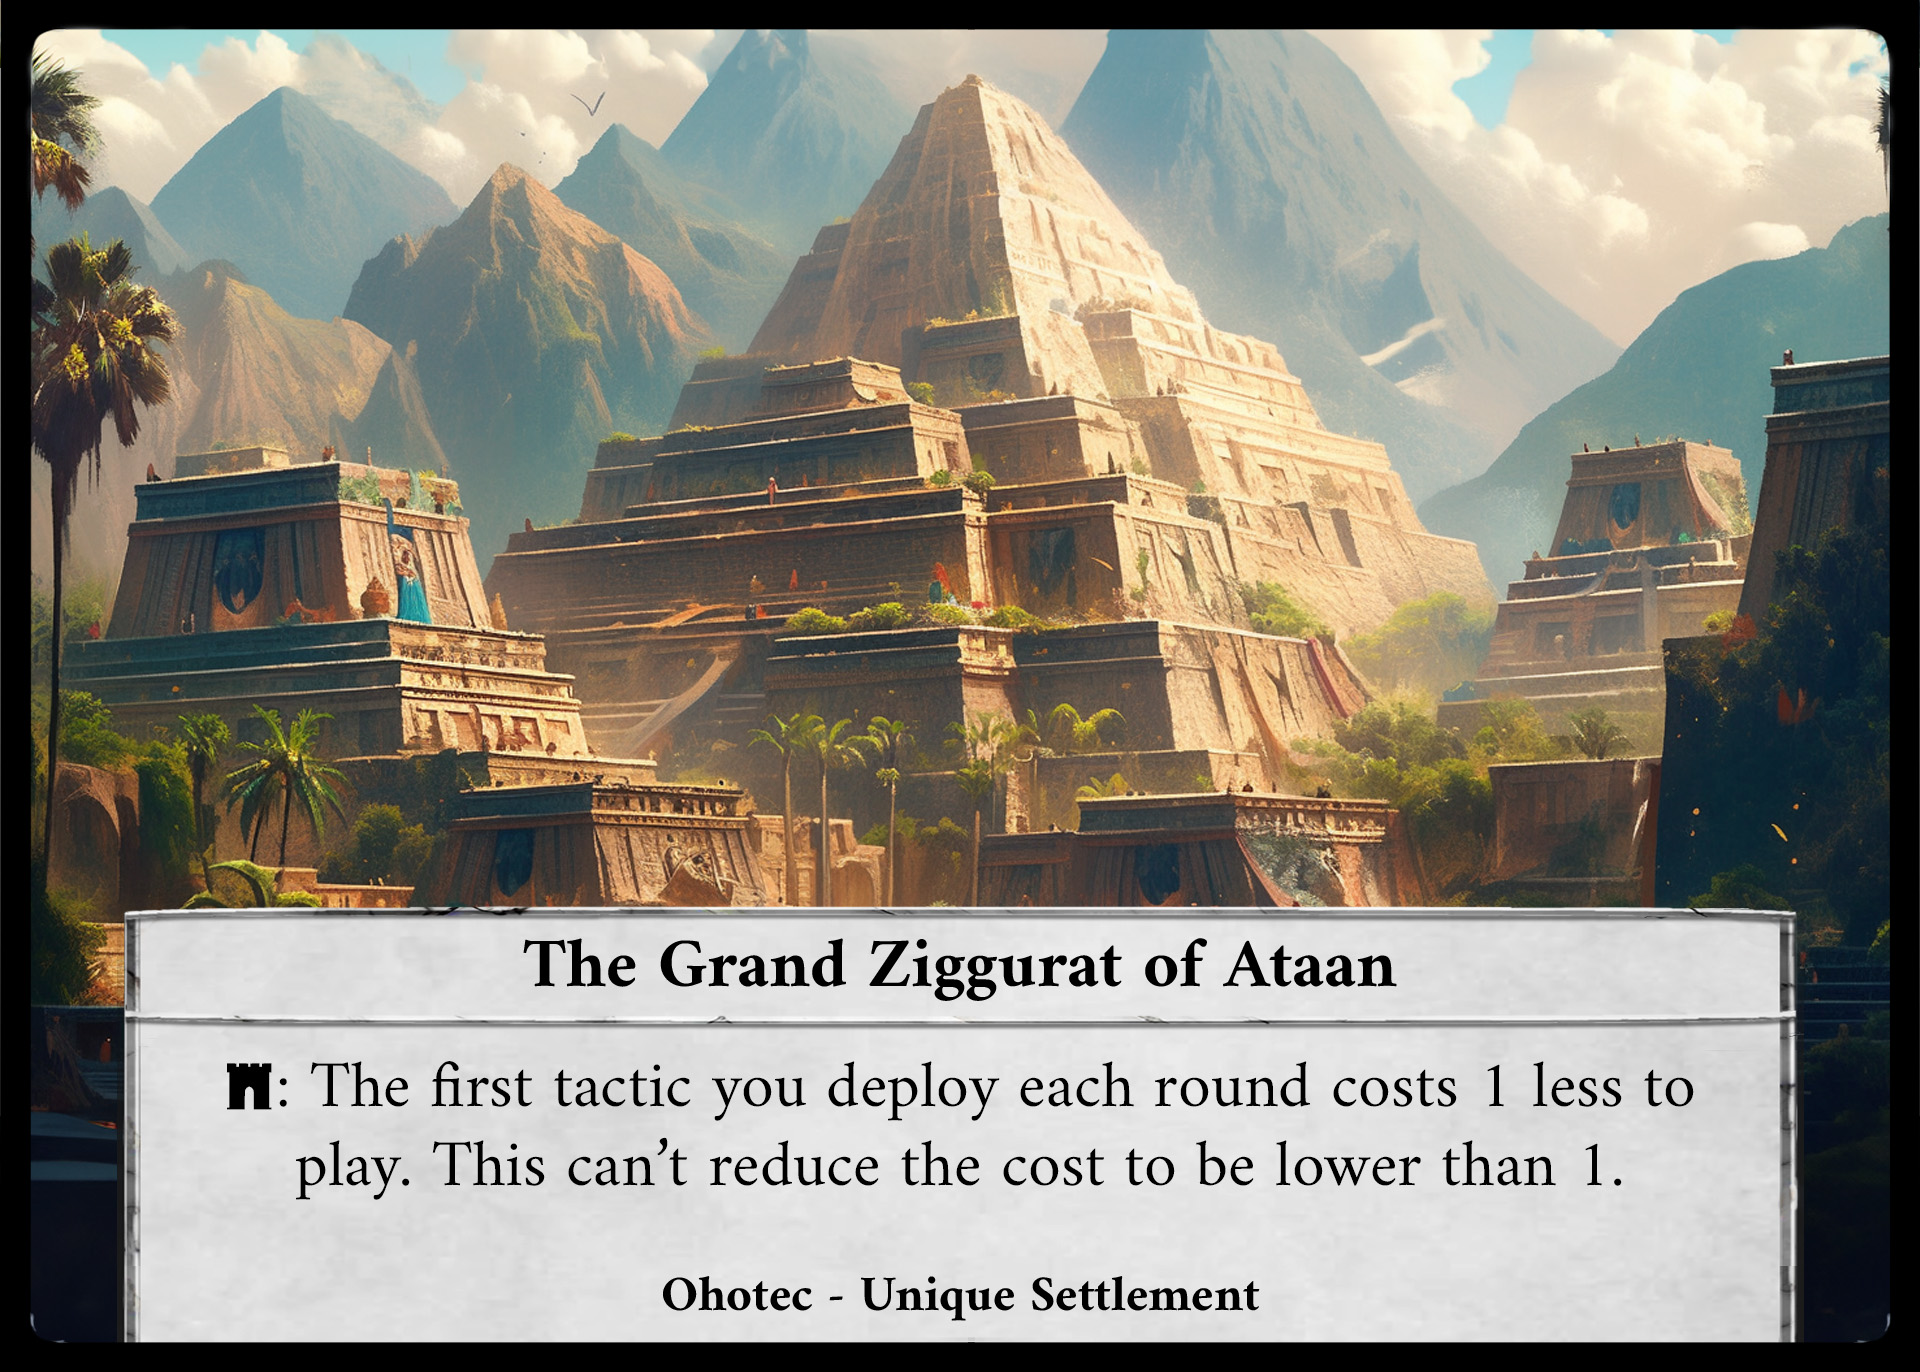 The Grand Ziggurat of Ataan
: The first tactic you deploy each round costs 1 less to
play. This can't reduce the cost to be lower than 1.
Ohotec - Unique Settlement